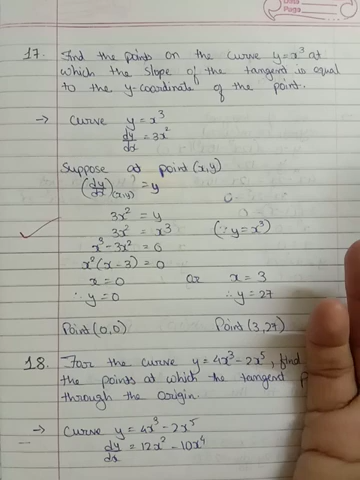 Page
17. Find the points on the curve y=x³ at
which the slope of the tangent is equal
to the y-coordinate of the point.
→ Curve y = x³
dy/dx = 3x²
Suppose at point (x,y)
(dy/dx)(x,y) = y
3x² = y
3x² = x³ (∵ y=x³)
x³-3x² = 0
x²(x-3) = 0
x = 0 or x = 3
∴ y = 0 ∴ y = 27
Point (0,0) Point (3,27)
18. For the curve y = 4x³-2x⁵, find
the points at which the tangent
through the origin.
→ Curve y = 4x³-2x⁵
dy/dx = 12x²-10x⁴